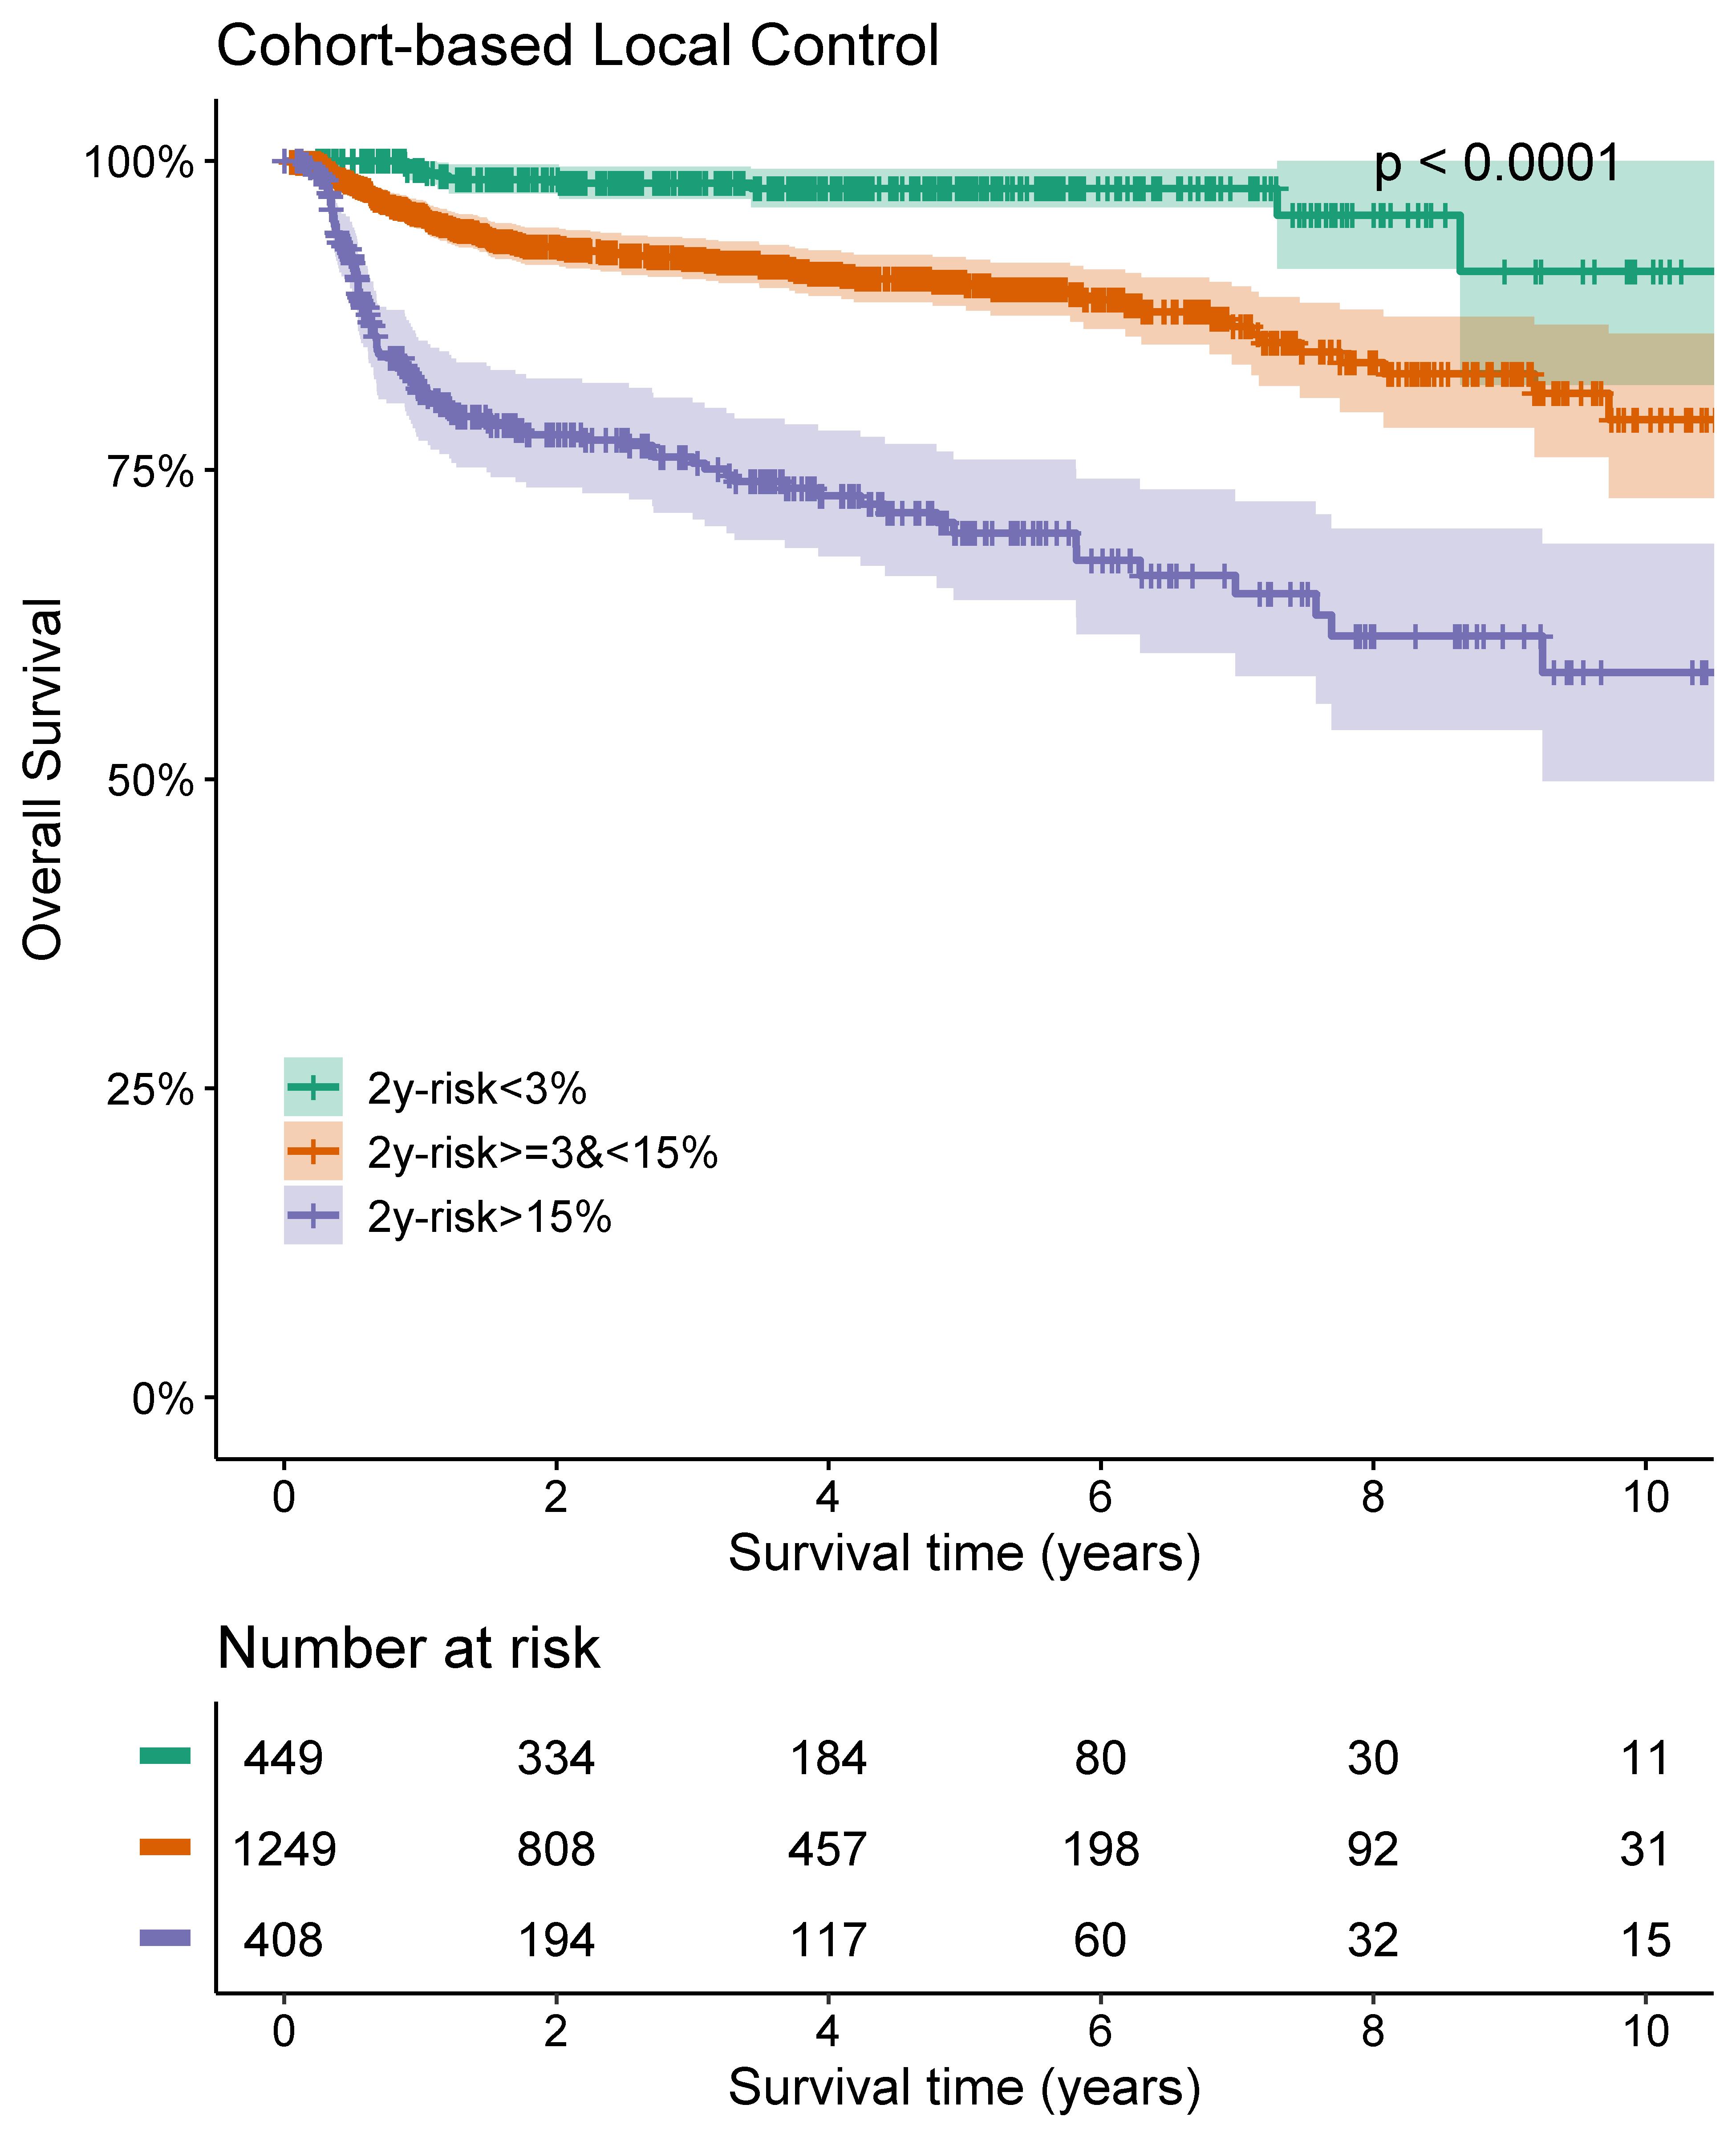 Cohort-based Local Control
p < 0.0001
100%
75%
50%
25%
0%
Overall Survival
2y-risk<3%
2y-risk>=3&<15%
2y-risk>15%
0 2 4 6 8 10
Survival time (years)
Number at risk
449 334 184 80 30 11
1249 808 457 198 92 31
408 194 117 60 32 15
0 2 4 6 8 10
Survival time (years)